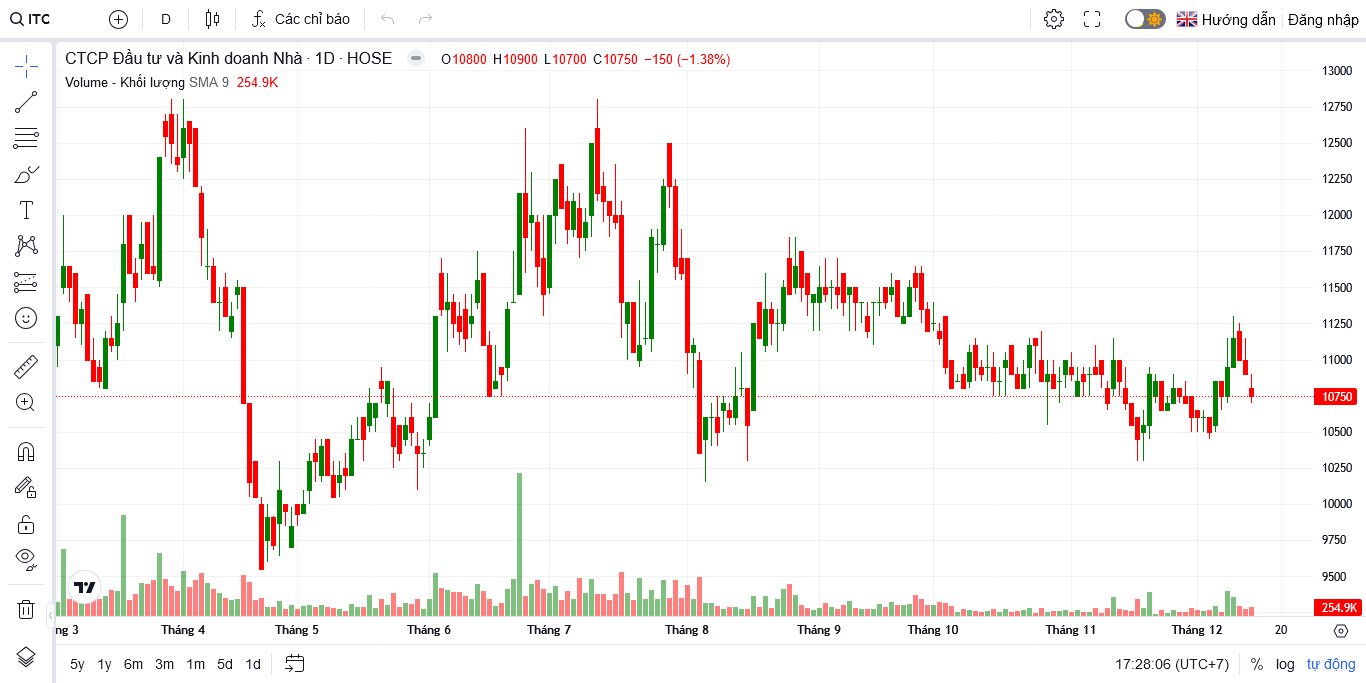 ITC D Các chỉ báo Hướng dẫn Đăng nhập
CTCP Đầu tư và Kinh doanh Nhà · 1D · HOSE O10800 H10900 L10700 C10750 −150 (−1.38%)
Volume - Khối lượng SMA 9 254.9K
13000
12750
12500
12250
12000
11750
11500
11250
11000
10750
10500
10250
10000
9750
9500
254.9K
ng 3 Tháng 4 Tháng 5 Tháng 6 Tháng 7 Tháng 8 Tháng 9 Tháng 10 Tháng 11 Tháng 12 20
5y 1y 6m 3m 1m 5d 1d 17:28:06 (UTC+7) % log tự động